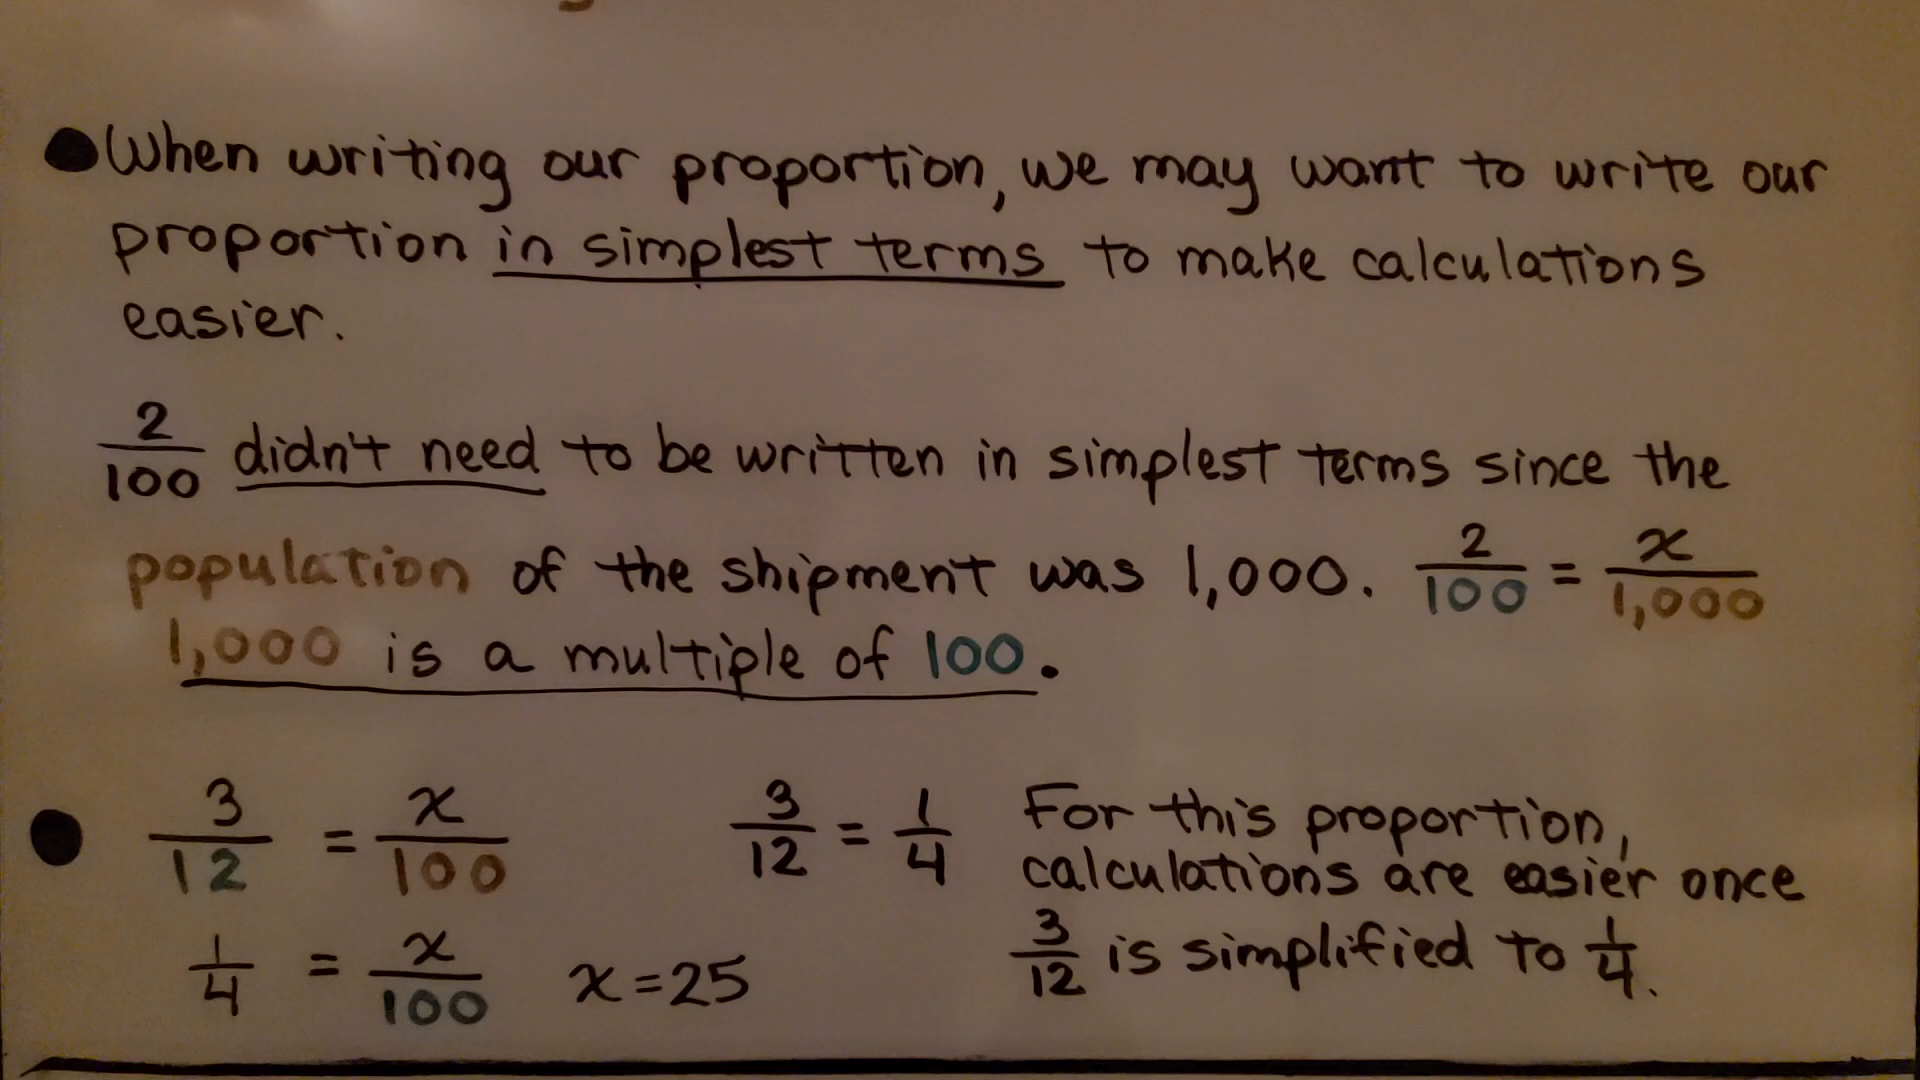 When writing our proportion, we may want to write our
proportion in simplest terms to make calculations
easier.
2/100 didn't need to be written in simplest terms since the
population of the shipment was 1,000. 2/100 = x/1,000
1,000 is a multiple of 100.
3/12 = x/100 3/12 = 1/4 For this proportion,
calculations are easier once
1/4 = x/100 x=25 3/12 is simplified to 1/4.